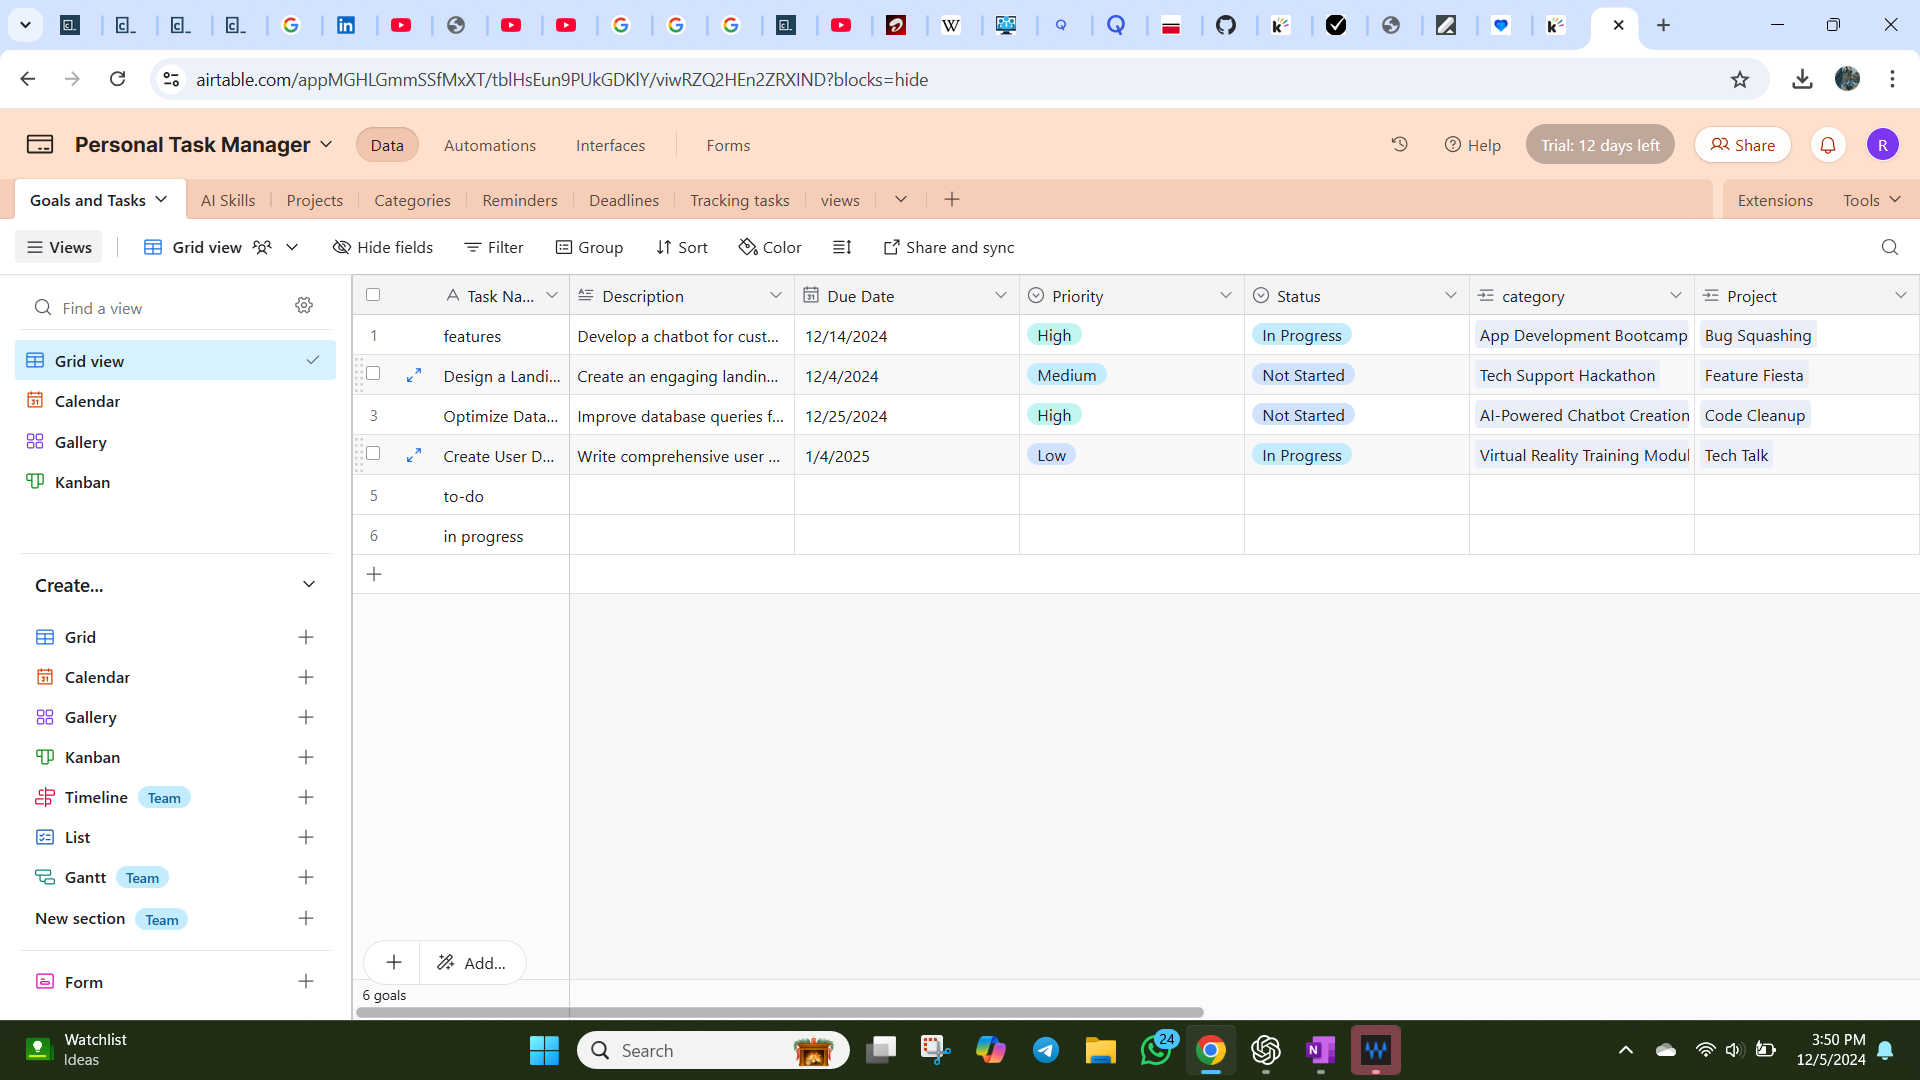 airtable.com/appMGHLGmmSSfMxXT/tblHsEun9PUkGDKlY/viwRZQ2HEn2ZRXIND?blocks=hide
Personal Task Manager Data Automations Interfaces Forms Help Trial: 12 days left Share R
Goals and Tasks AI Skills Projects Categories Reminders Deadlines Tracking tasks views Extensions Tools
Views Grid view Hide fields Filter Group Sort Color Share and sync
Find a view
Grid view
Calendar
Gallery
Kanban
Create...
Grid
Calendar
Gallery
Kanban
Timeline Team
List
Gantt Team
New section Team
Form
Task Na... Description Due Date Priority Status category Project
1 features Develop a chatbot for cust... 12/14/2024 High In Progress App Development Bootcamp Bug Squashing
Design a Landi... Create an engaging landin... 12/4/2024 Medium Not Started Tech Support Hackathon Feature Fiesta
3 Optimize Data... Improve database queries f... 12/25/2024 High Not Started AI-Powered Chatbot Creation Code Cleanup
Create User D... Write comprehensive user ... 1/4/2025 Low In Progress Virtual Reality Training Modul Tech Talk
5 to-do
6 in progress
Add...
6 goals
Watchlist
Ideas
Search
24
3:50 PM
12/5/2024